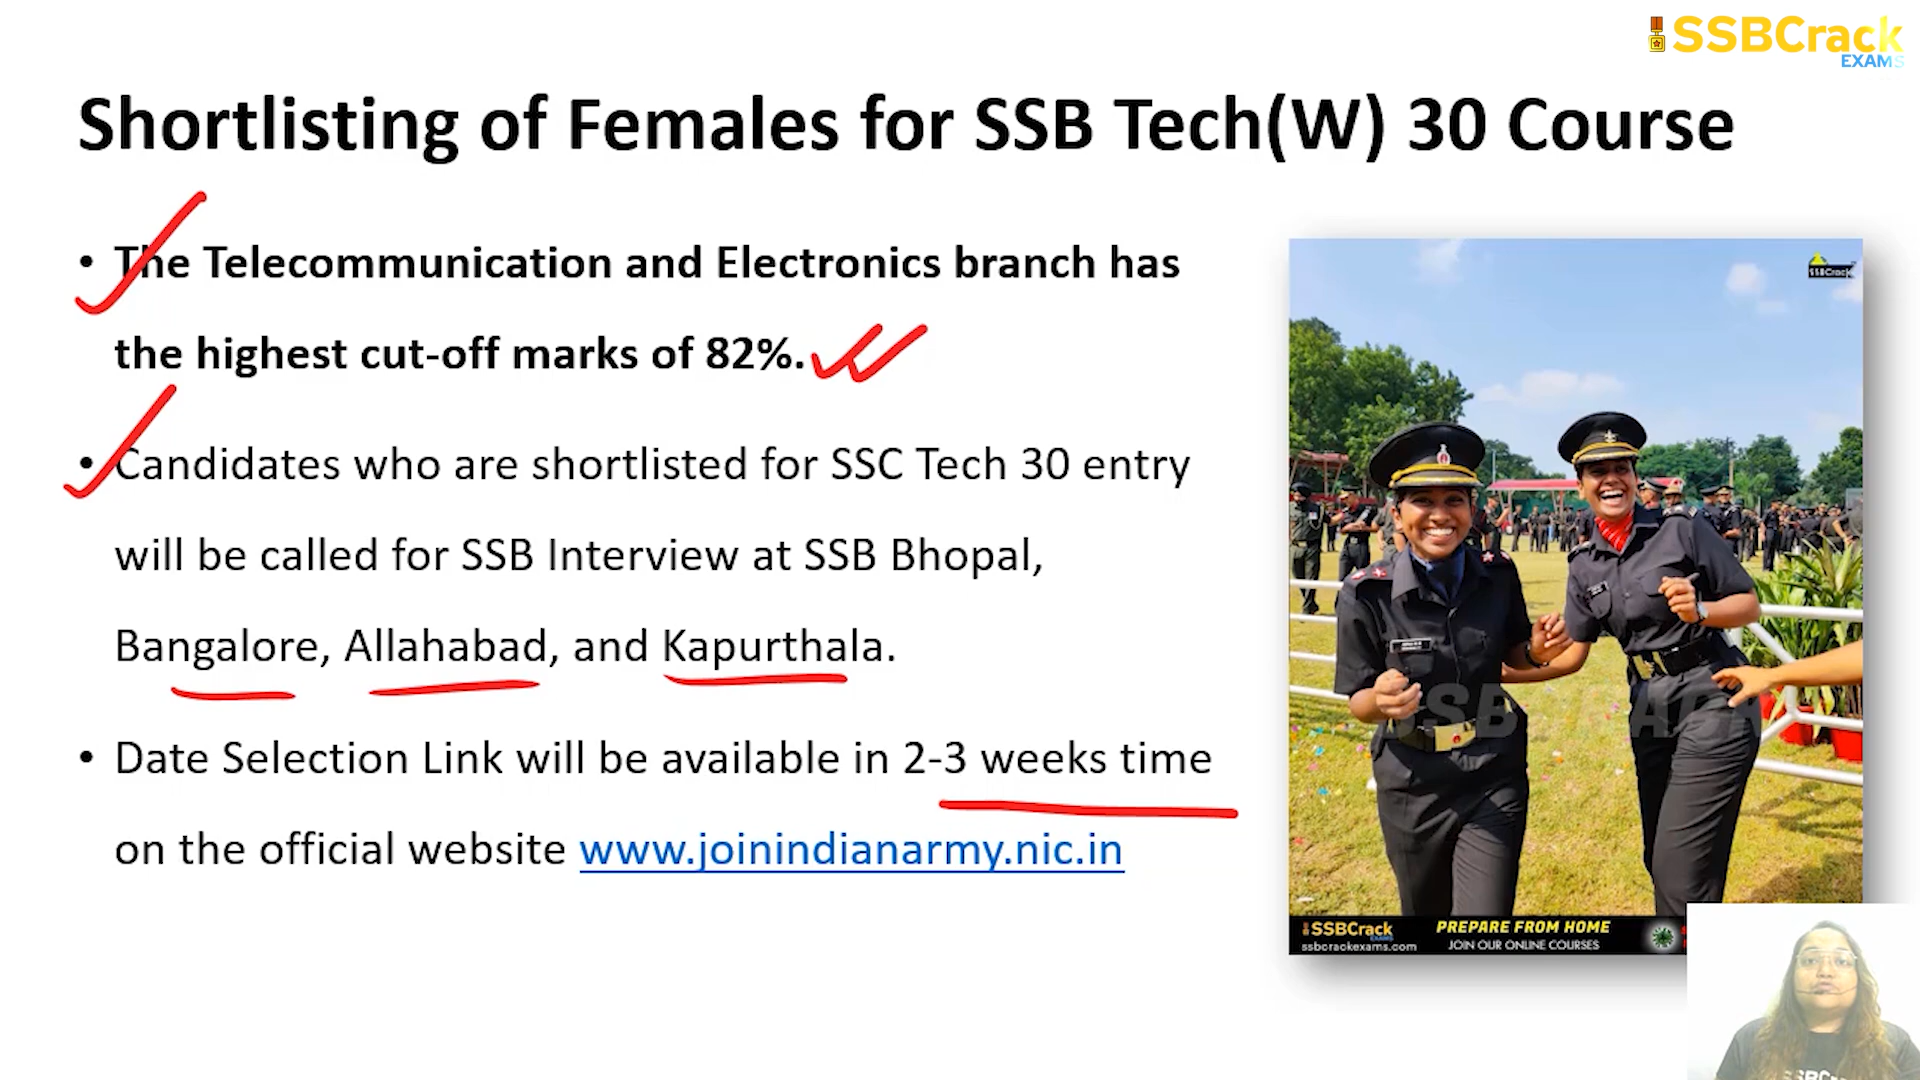 SSBCrack
EXAMS
Shortlisting of Females for SSB Tech(W) 30 Course
• The Telecommunication and Electronics branch has
the highest cut-off marks of 82%.
• Candidates who are shortlisted for SSC Tech 30 entry
will be called for SSB Interview at SSB Bhopal,
Bangalore, Allahabad, and Kapurthala.
• Date Selection Link will be available in 2-3 weeks time
on the official website www.joinindianarmy.nic.in
SSBCrack
SSBCRACK
SSBCrack
EXAMS
ssbcrackexams.com
PREPARE FROM HOME
JOIN OUR ONLINE COURSES